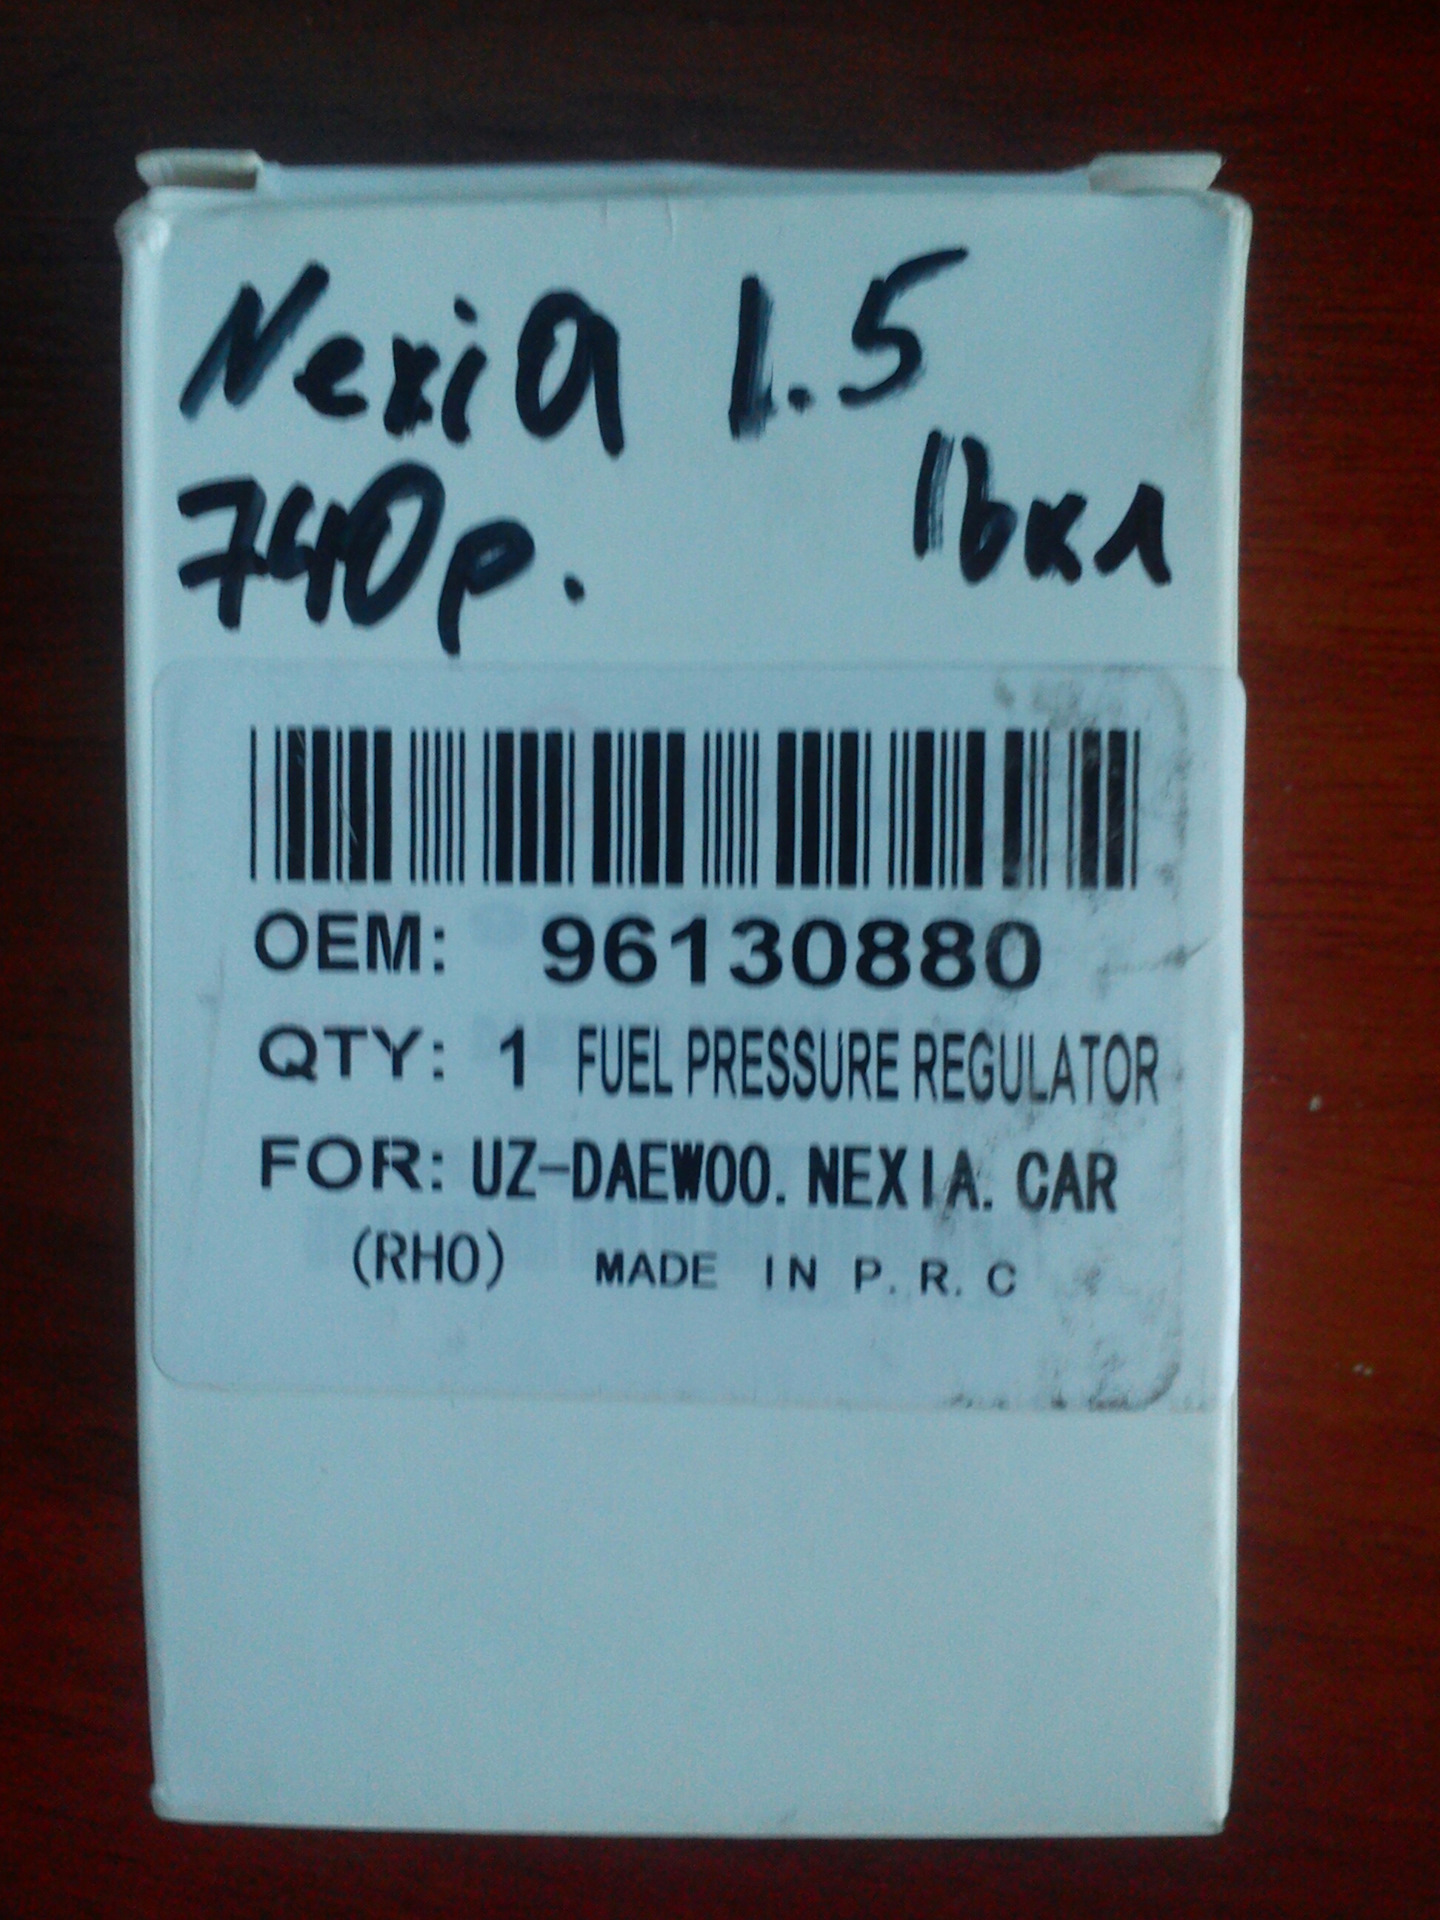 Nexia 1.5
16кл
740р.
OEM: 96130880
QTY: 1 FUEL PRESSURE REGULATOR
FOR: UZ-DAEWOO. NEXIA. CAR
(RHO) MADE IN P. R. C